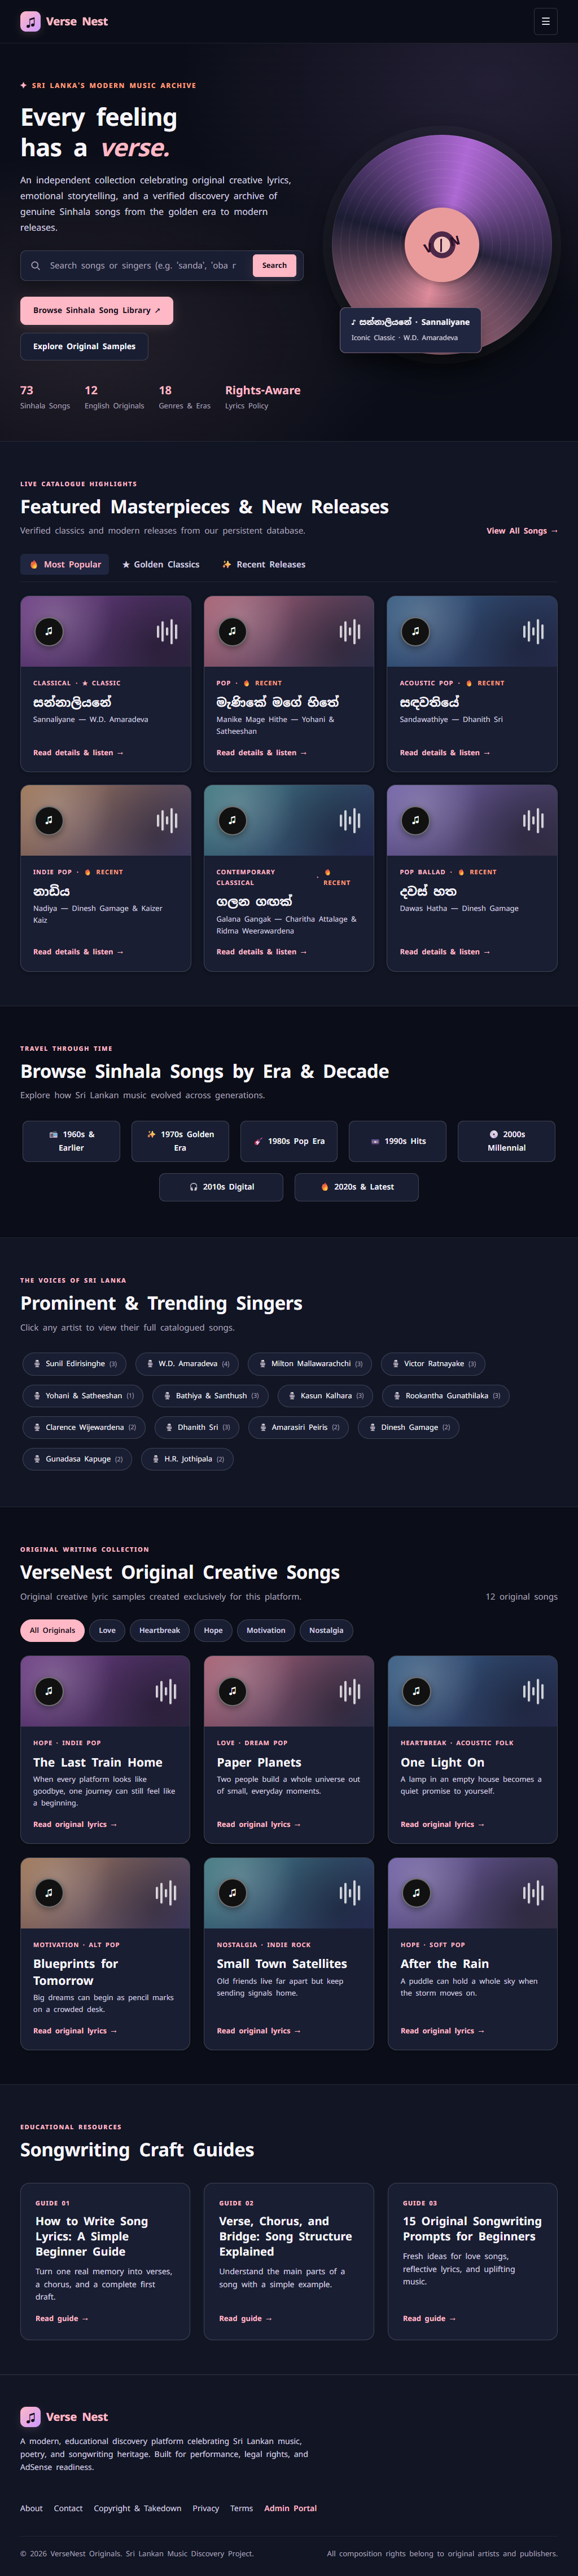 Verse Nest
☰
✦ SRI LANKA'S MODERN MUSIC ARCHIVE
Every feeling
has a verse.
An independent collection celebrating original creative lyrics,
emotional storytelling, and a verified discovery archive of
genuine Sinhala songs from the golden era to modern
releases.
Search songs or singers (e.g. 'sanda', 'oba r
Search
Browse Sinhala Song Library ↗
Explore Original Samples
♪ සන්නාලියනේ · Sannaliyane
Iconic Classic · W.D. Amaradeva
73 12 18 Rights-Aware
Sinhala Songs English Originals Genres & Eras Lyrics Policy
LIVE CATALOGUE HIGHLIGHTS
Featured Masterpieces & New Releases
Verified classics and modern releases from our persistent database.
View All Songs →
🔥 Most Popular ★ Golden Classics ✨ Recent Releases
CLASSICAL · ★ CLASSIC
සන්නාලියනේ
Sannaliyane — W.D. Amaradeva
Read details & listen →
POP · 🔥 RECENT
මැණිකේ මගේ හිතේ
Manike Mage Hithe — Yohani &
Satheeshan
Read details & listen →
ACOUSTIC POP · 🔥 RECENT
සඳවතියේ
Sandawathiye — Dhanith Sri
Read details & listen →
INDIE POP · 🔥 RECENT
නාඩිය
Nadiya — Dinesh Gamage & Kaizer
Kaiz
Read details & listen →
CONTEMPORARY
CLASSICAL · 🔥
RECENT
ගලන ගඟක්
Galana Gangak — Charitha Attalage &
Ridma Weerawardena
Read details & listen →
POP BALLAD · 🔥 RECENT
දවස් හත
Dawas Hatha — Dinesh Gamage
Read details & listen →
TRAVEL THROUGH TIME
Browse Sinhala Songs by Era & Decade
Explore how Sri Lankan music evolved across generations.
📻 1960s &
Earlier
✨ 1970s Golden
Era
🎸 1980s Pop Era
📼 1990s Hits
💿 2000s
Millennial
🎧 2010s Digital
🔥 2020s & Latest
THE VOICES OF SRI LANKA
Prominent & Trending Singers
Click any artist to view their full catalogued songs.
Sunil Edirisinghe (3) W.D. Amaradeva (4) Milton Mallawarachchi (3) Victor Ratnayake (3)
Yohani & Satheeshan (1) Bathiya & Santhush (3) Kasun Kalhara (3) Rookantha Gunathilaka (3)
Clarence Wijewardena (2) Dhanith Sri (3) Amarasiri Peiris (2) Dinesh Gamage (2)
Gunadasa Kapuge (2) H.R. Jothipala (2)
ORIGINAL WRITING COLLECTION
VerseNest Original Creative Songs
Original creative lyric samples created exclusively for this platform.
12 original songs
All Originals Love Heartbreak Hope Motivation Nostalgia
HOPE · INDIE POP
The Last Train Home
When every platform looks like
goodbye, one journey can still feel like
a beginning.
Read original lyrics →
LOVE · DREAM POP
Paper Planets
Two people build a whole universe out
of small, everyday moments.
Read original lyrics →
HEARTBREAK · ACOUSTIC FOLK
One Light On
A lamp in an empty house becomes a
quiet promise to yourself.
Read original lyrics →
MOTIVATION · ALT POP
Blueprints for
Tomorrow
Big dreams can begin as pencil marks
on a crowded desk.
Read original lyrics →
NOSTALGIA · INDIE ROCK
Small Town Satellites
Old friends live far apart but keep
sending signals home.
Read original lyrics →
HOPE · SOFT POP
After the Rain
A puddle can hold a whole sky when
the storm moves on.
Read original lyrics →
EDUCATIONAL RESOURCES
Songwriting Craft Guides
GUIDE 01
How to Write Song
Lyrics: A Simple
Beginner Guide
Turn one real memory into verses,
a chorus, and a complete first
draft.
Read guide →
GUIDE 02
Verse, Chorus, and
Bridge: Song Structure
Explained
Understand the main parts of a
song with a simple example.
Read guide →
GUIDE 03
15 Original Songwriting
Prompts for Beginners
Fresh ideas for love songs,
reflective lyrics, and uplifting
music.
Read guide →
Verse Nest
A modern, educational discovery platform celebrating Sri Lankan music,
poetry, and songwriting heritage. Built for performance, legal rights, and
AdSense readiness.
About Contact Copyright & Takedown Privacy Terms Admin Portal
© 2026 VerseNest Originals. Sri Lankan Music Discovery Project.
All composition rights belong to original artists and publishers.